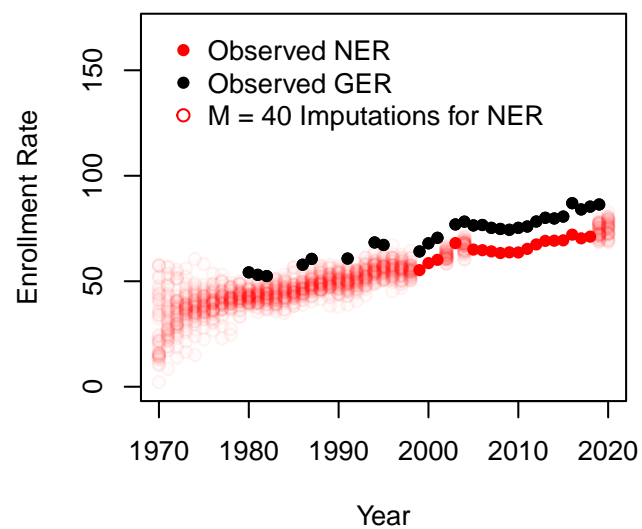 Observed NER
Observed GER
M = 40 Imputations for NER
Enrollment Rate
150
100
50
0
1970 1980 1990 2000 2010 2020
Year